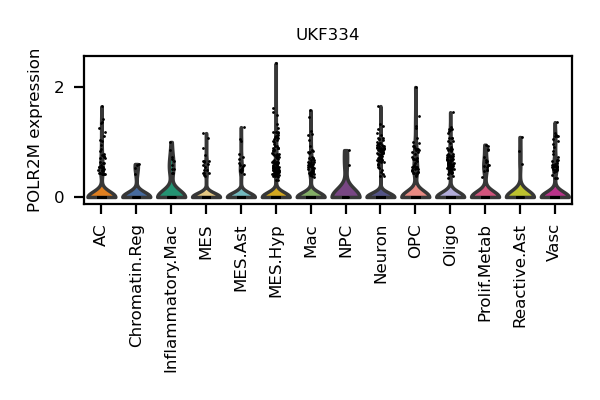 UKF334
POLR2M expression
2
0
AC
Chromatin.Reg
Inflammatory.Mac
MES
MES.Ast
MES.Hyp
Mac
NPC
Neuron
OPC
Oligo
Prolif.Metab
Reactive.Ast
Vasc